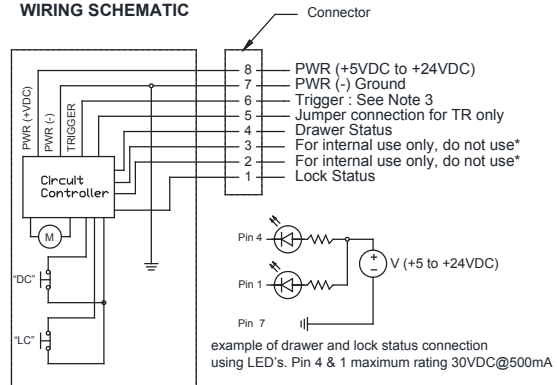 WIRING SCHEMATIC
Connector
8 PWR (+5VDC to +24VDC)
7 PWR (-) Ground
6 Trigger : See Note 3
5 Jumper connection for TR only
4 Drawer Status
3 For internal use only, do not use*
2 For internal use only, do not use*
1 Lock Status
PWR (+VDC)
PWR (-)
TRIGGER
Circuit
Controller
M
"DC"
"LC"
Pin 4
Pin 1
Pin 7
+
–
V (+5 to +24VDC)
example of drawer and lock status connection
using LED's. Pin 4 & 1 maximum rating 30VDC@500mA